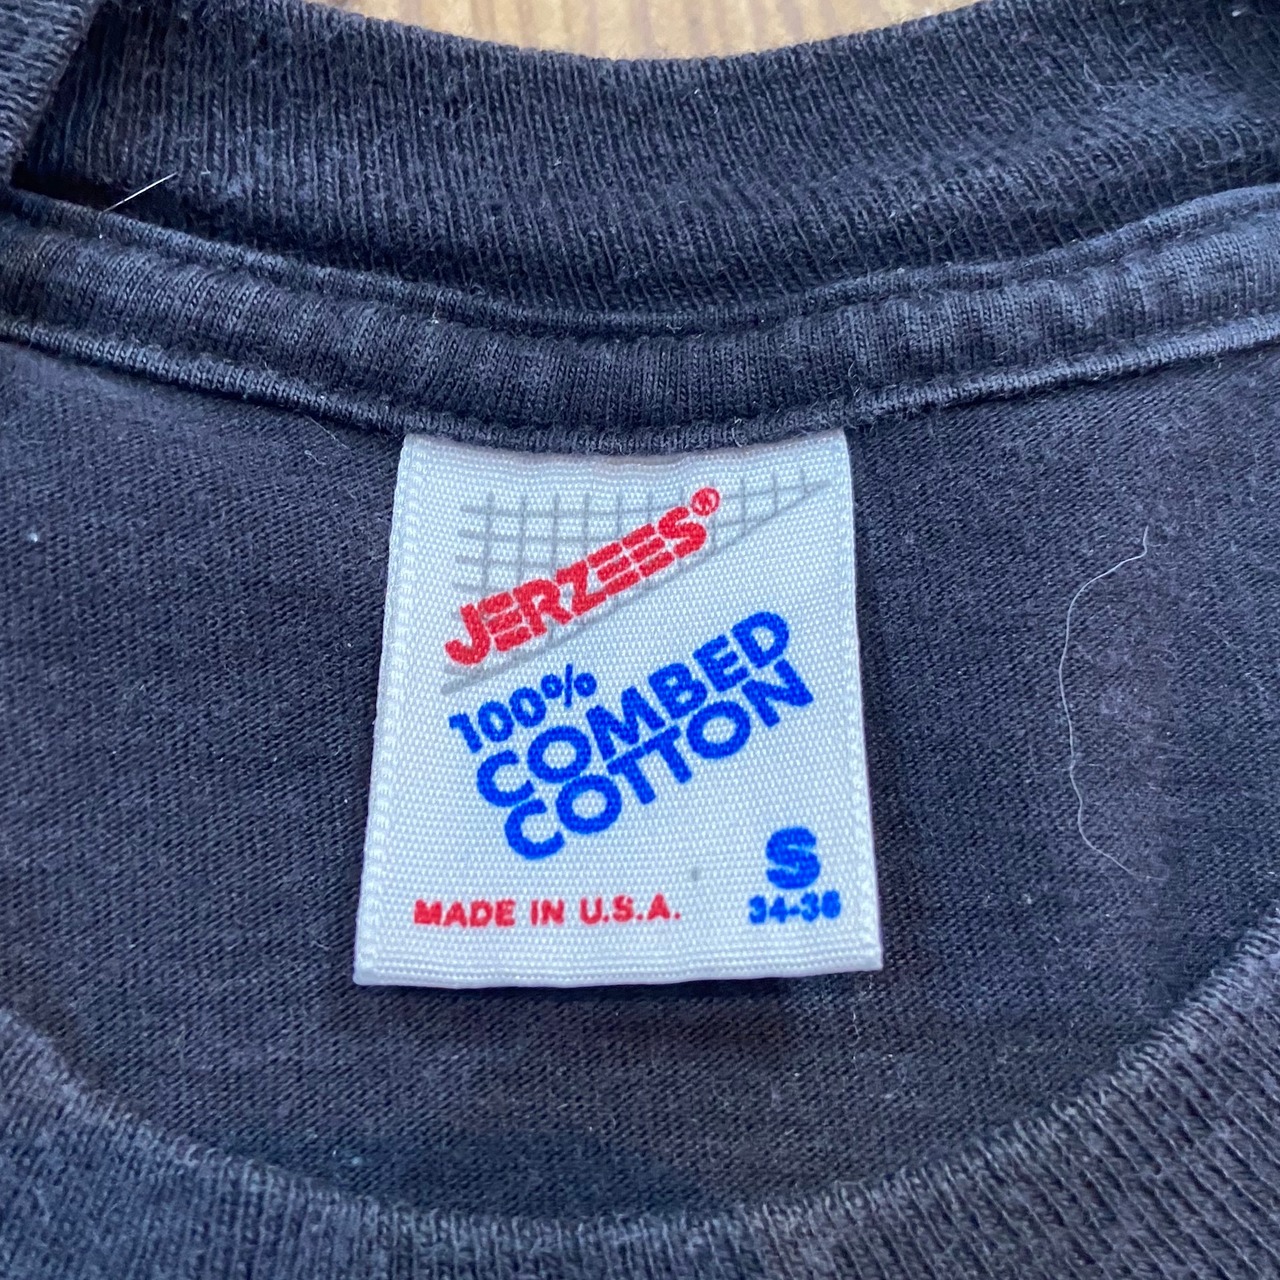 JERZEES®
100%
COMBED
COTTON
S
MADE IN U.S.A.
34-36